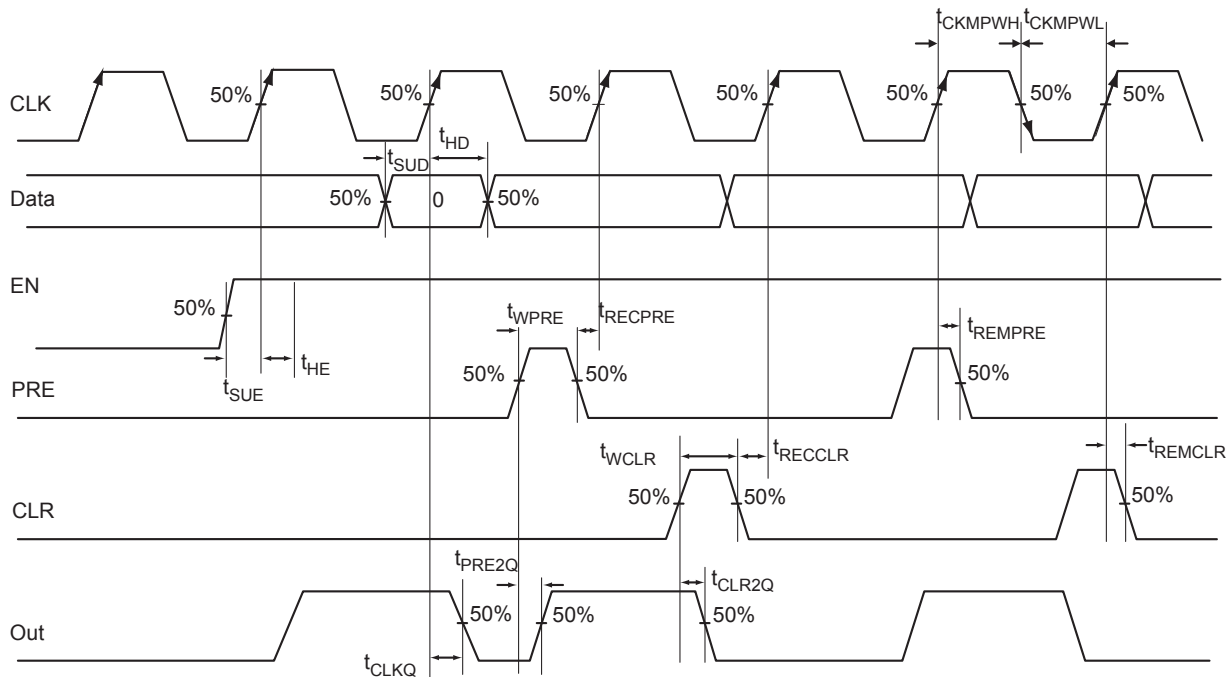 tCKMPWH tCKMPWL
CLK
50%
50%
50%
50%
50%
50%
50%
tSUD
tHD
Data
50%
0
50%
EN
50%
tSUE
tHE
tWPRE
tRECPRE
tREMPRE
PRE
50%
50%
50%
tWCLR
tRECCLR
tREMCLR
CLR
50%
50%
50%
tPRE2Q
tCLR2Q
Out
50%
50%
50%
tCLKQ